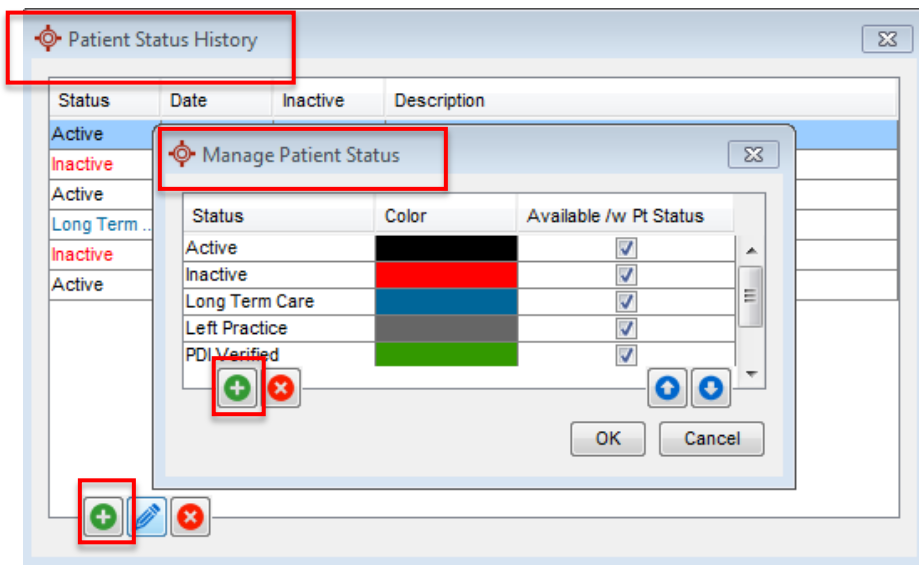 Patient Status History
Status Date Inactive Description
Active
Inactive
Active
Long Term ..
Inactive
Active
Manage Patient Status
Status Color Available /w Pt Status
Active
Inactive
Long Term Care
Left Practice
PDI Verified
OK Cancel